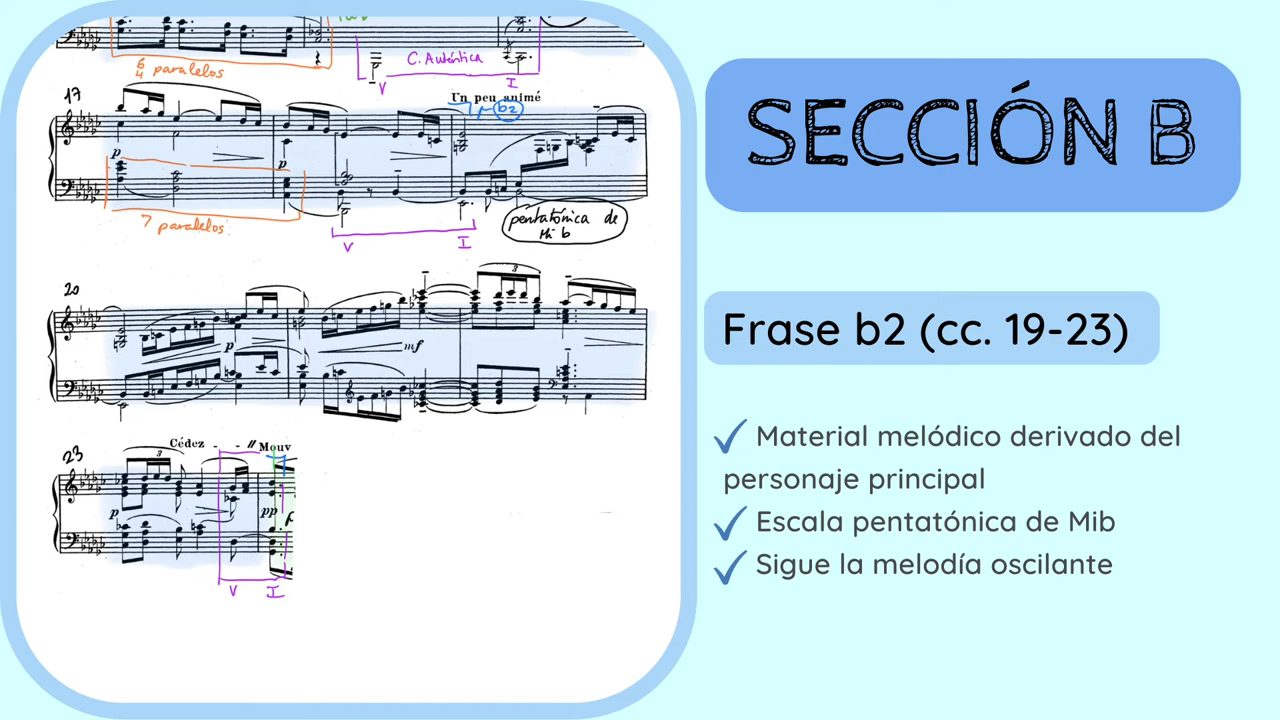 6
4 paralelos
C. Auténtica
V
I
17
Un peu animé
b2
p
p
7 paralelos
pentatónica de
Mi b
V
I
20
3
p
mf
23
Cédez - - // Mouv
3
p
pp
V
I
SECCIÓN B
Frase b2 (cc. 19-23)
✓ Material melódico derivado del
personaje principal
✓ Escala pentatónica de Mib
✓ Sigue la melodía oscilante